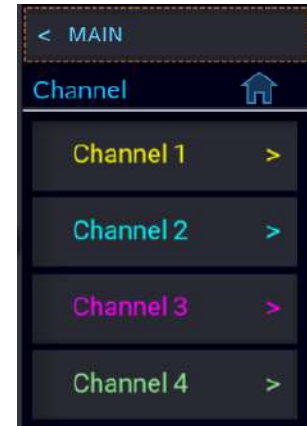 < MAIN
Channel
Channel 1 >
Channel 2 >
Channel 3 >
Channel 4 >